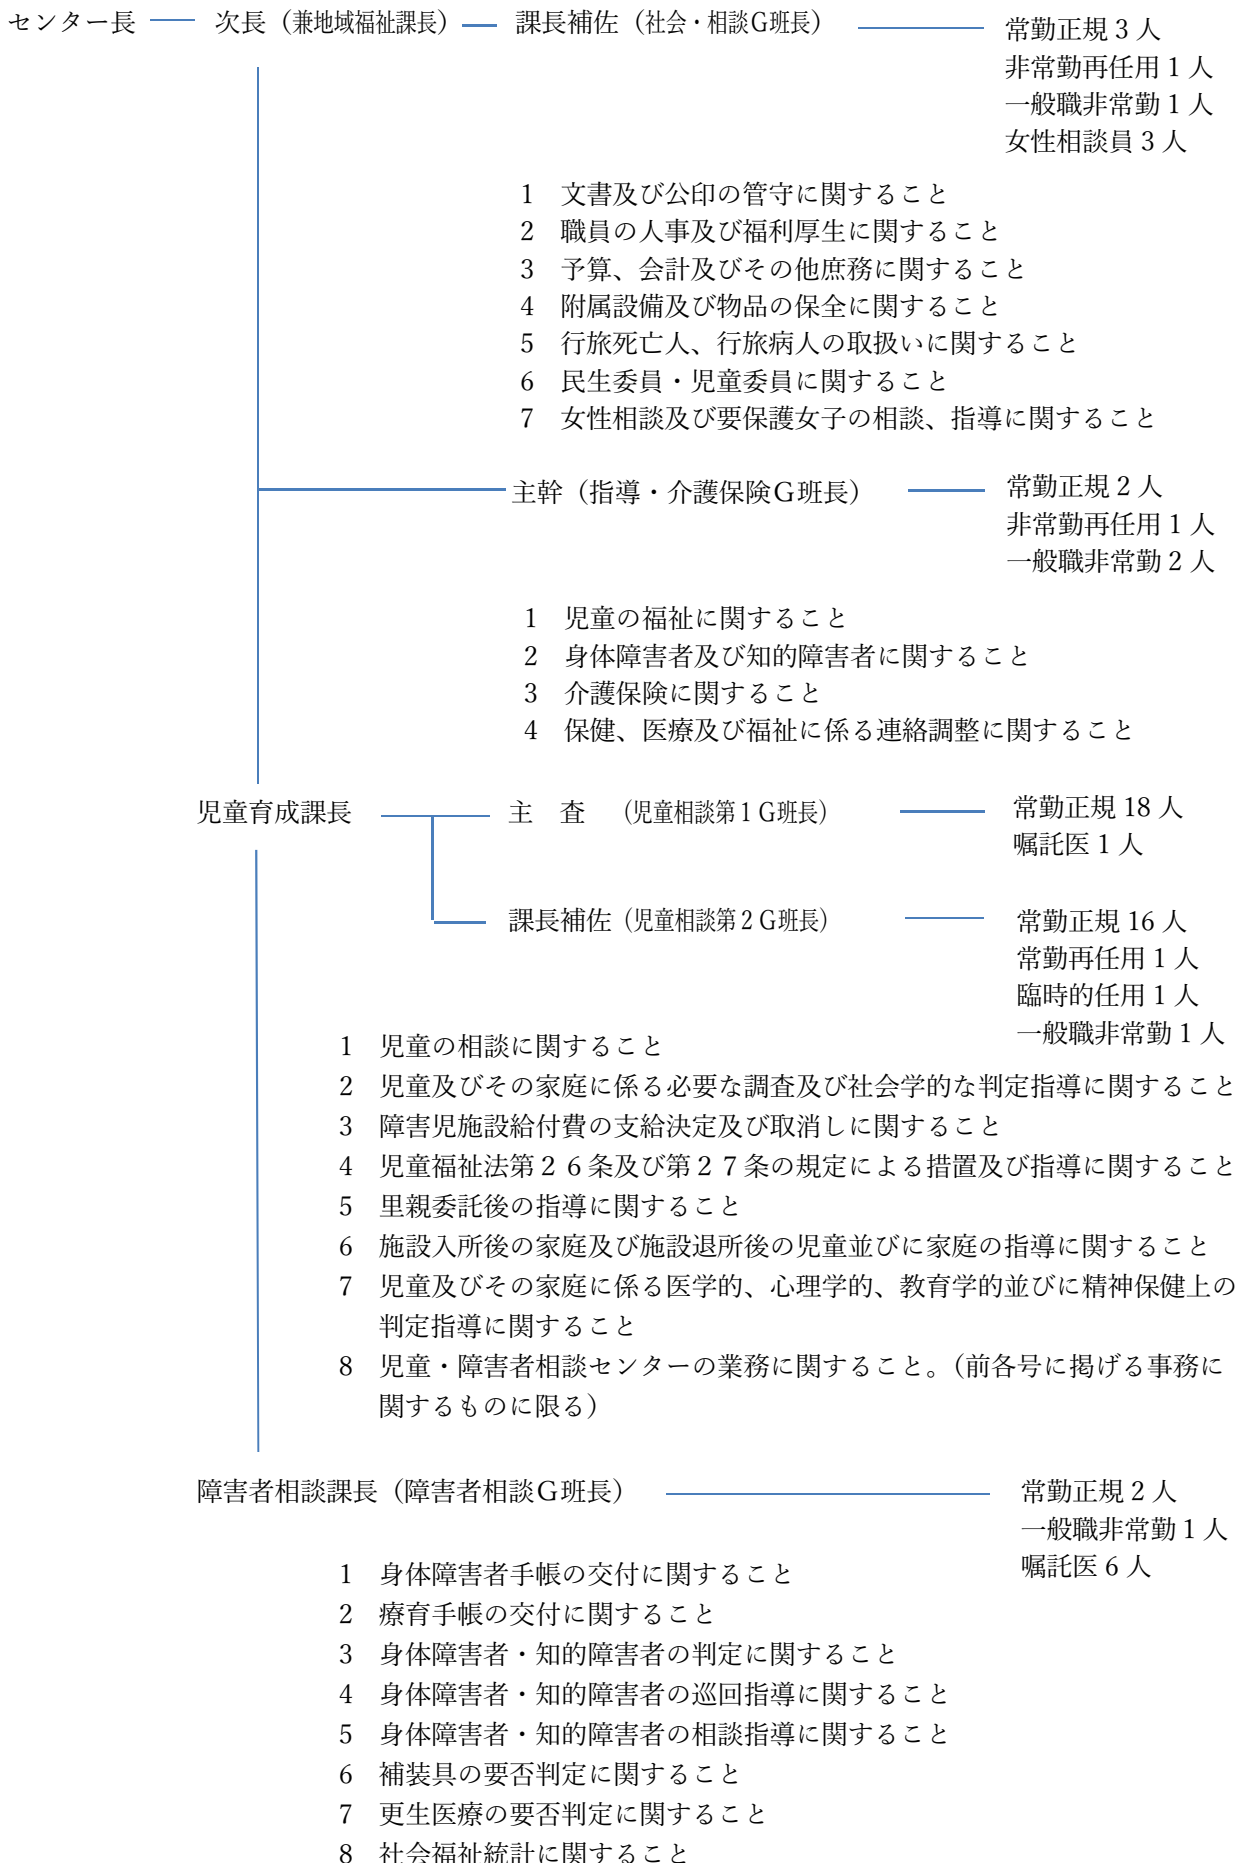 センター長 次長（兼地域福祉課長） 課長補佐（社会・相談Ｇ班長） 常勤正規 3 人
非常勤再任用 1 人
一般職非常勤 1 人
女性相談員 3 人
1 文書及び公印の管守に関すること
2 職員の人事及び福利厚生に関すること
3 予算、会計及びその他庶務に関すること
4 附属設備及び物品の保全に関すること
5 行旅死亡人、行旅病人の取扱いに関すること
6 民生委員・児童委員に関すること
7 女性相談及び要保護女子の相談、指導に関すること
主幹（指導・介護保険Ｇ班長） 常勤正規 2 人
非常勤再任用 1 人
一般職非常勤 2 人
1 児童の福祉に関すること
2 身体障害者及び知的障害者に関すること
3 介護保険に関すること
4 保健、医療及び福祉に係る連絡調整に関すること
児童育成課長 主　査　（児童相談第１Ｇ班長） 常勤正規 18 人
嘱託医 1 人
課長補佐（児童相談第２Ｇ班長） 常勤正規 16 人
常勤再任用 1 人
臨時的任用 1 人
一般職非常勤 1 人
1 児童の相談に関すること
2 児童及びその家庭に係る必要な調査及び社会学的な判定指導に関すること
3 障害児施設給付費の支給決定及び取消しに関すること
4 児童福祉法第２６条及び第２７条の規定による措置及び指導に関すること
5 里親委託後の指導に関すること
6 施設入所後の家庭及び施設退所後の児童並びに家庭の指導に関すること
7 児童及びその家庭に係る医学的、心理学的、教育学的並びに精神保健上の
判定指導に関すること
8 児童・障害者相談センターの業務に関すること。（前各号に掲げる事務に
関するものに限る）
障害者相談課長（障害者相談Ｇ班長） 常勤正規 2 人
一般職非常勤 1 人
嘱託医 6 人
1 身体障害者手帳の交付に関すること
2 療育手帳の交付に関すること
3 身体障害者・知的障害者の判定に関すること
4 身体障害者・知的障害者の巡回指導に関すること
5 身体障害者・知的障害者の相談指導に関すること
6 補装具の要否判定に関すること
7 更生医療の要否判定に関すること
8 社会福祉統計に関すること